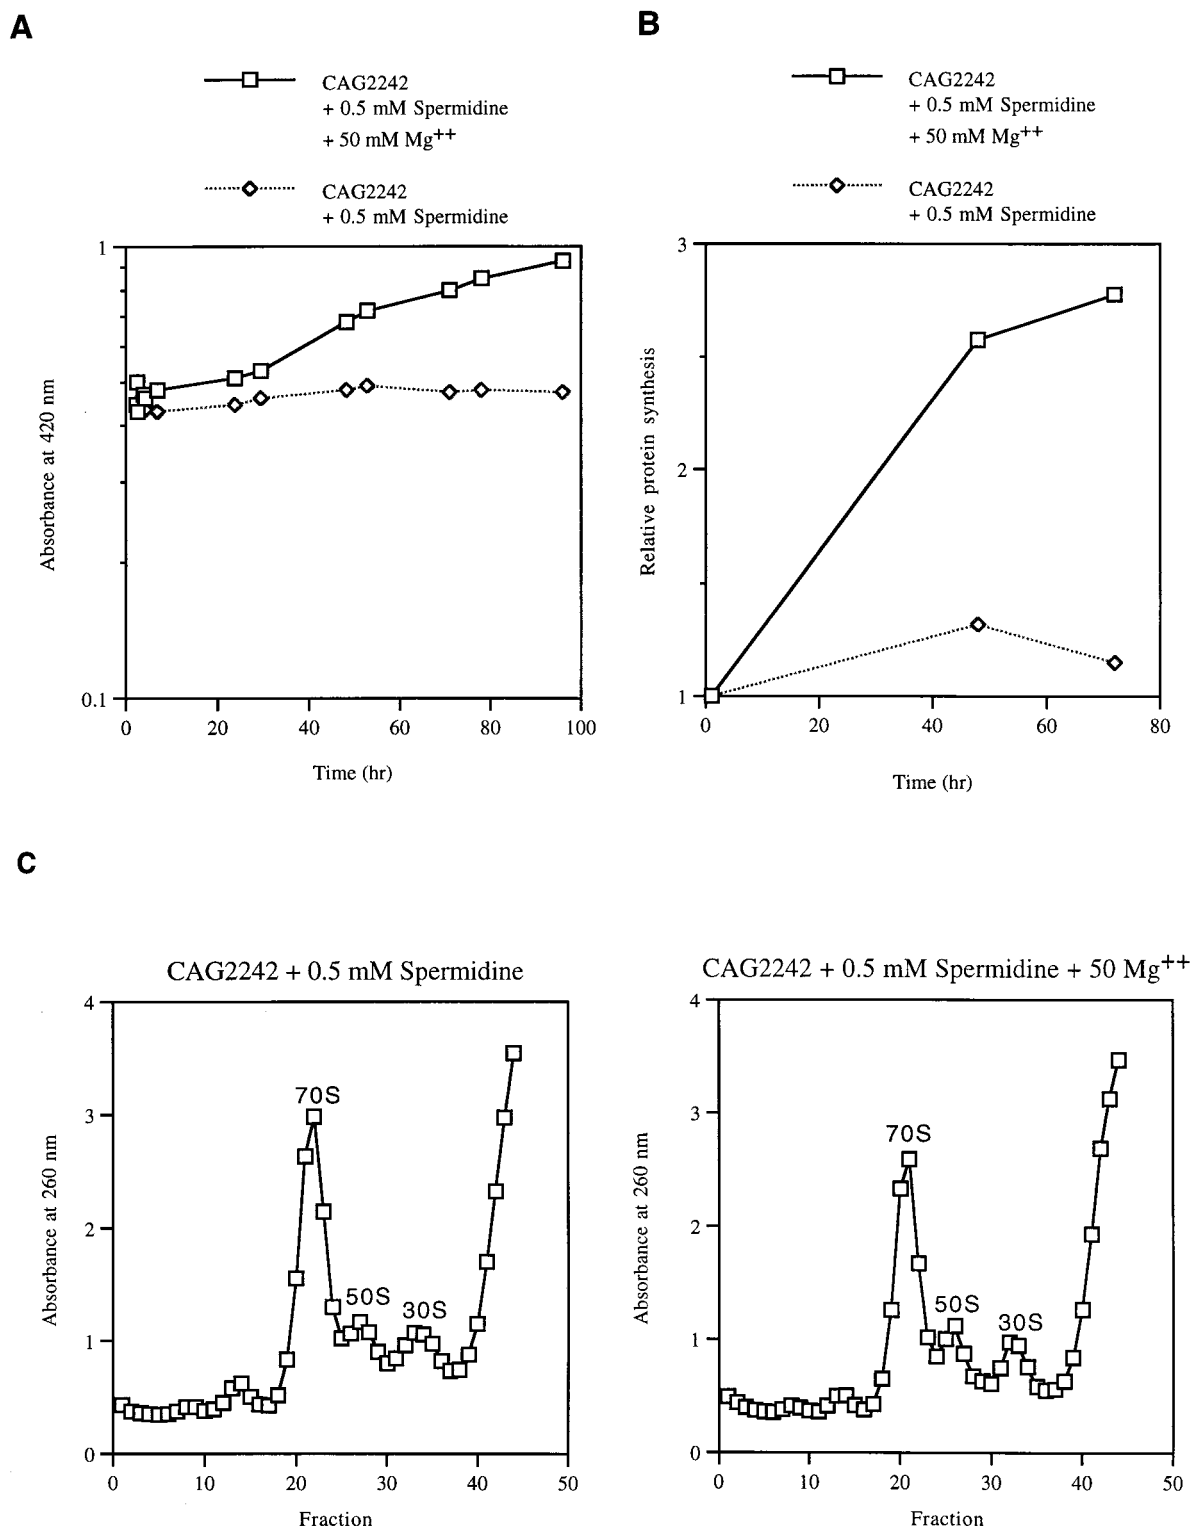 A
CAG2242
+ 0.5 mM Spermidine
+ 50 mM Mg++
CAG2242
+ 0.5 mM Spermidine
1
0.1
Absorbance at 420 nm
0 20 40 60 80 100
Time (hr)
B
CAG2242
+ 0.5 mM Spermidine
+ 50 mM Mg++
CAG2242
+ 0.5 mM Spermidine
3
2
1
Relative protein synthesis
0 20 40 60 80
Time (hr)
C
CAG2242 + 0.5 mM Spermidine
4
3
2
1
0
Absorbance at 260 nm
70S
50S
30S
0 10 20 30 40 50
Fraction
CAG2242 + 0.5 mM Spermidine + 50 Mg++
4
3
2
1
0
Absorbance at 260 nm
70S
50S
30S
0 10 20 30 40 50
Fraction